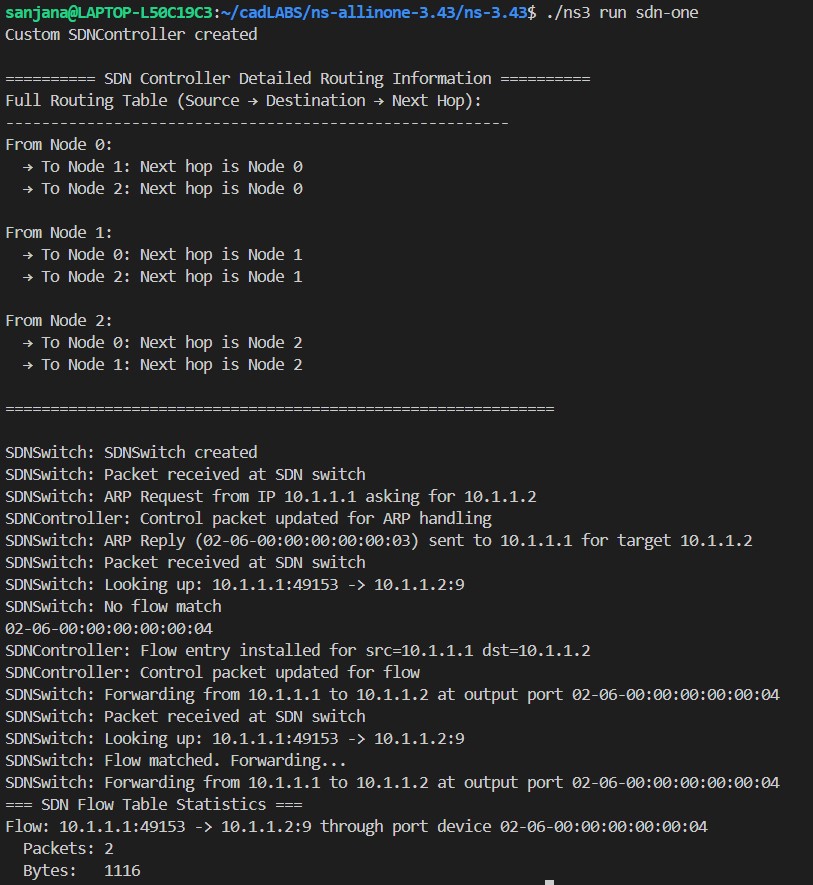 sanjana@LAPTOP-L50C19C3:~/cadLABS/ns-allinone-3.43/ns-3.43$ ./ns3 run sdn-one
Custom SDNController created
========== SDN Controller Detailed Routing Information ==========
Full Routing Table (Source → Destination → Next Hop):
--------------------------------------------------------
From Node 0:
  → To Node 1: Next hop is Node 0
  → To Node 2: Next hop is Node 0
From Node 1:
  → To Node 0: Next hop is Node 1
  → To Node 2: Next hop is Node 1
From Node 2:
  → To Node 0: Next hop is Node 2
  → To Node 1: Next hop is Node 2
=============================================================
SDNSwitch: SDNSwitch created
SDNSwitch: Packet received at SDN switch
SDNSwitch: ARP Request from IP 10.1.1.1 asking for 10.1.1.2
SDNController: Control packet updated for ARP handling
SDNSwitch: ARP Reply (02-06-00:00:00:00:00:03) sent to 10.1.1.1 for target 10.1.1.2
SDNSwitch: Packet received at SDN switch
SDNSwitch: Looking up: 10.1.1.1:49153 -> 10.1.1.2:9
SDNSwitch: No flow match
02-06-00:00:00:00:00:04
SDNController: Flow entry installed for src=10.1.1.1 dst=10.1.1.2
SDNController: Control packet updated for flow
SDNSwitch: Forwarding from 10.1.1.1 to 10.1.1.2 at output port 02-06-00:00:00:00:00:04
SDNSwitch: Packet received at SDN switch
SDNSwitch: Looking up: 10.1.1.1:49153 -> 10.1.1.2:9
SDNSwitch: Flow matched. Forwarding...
SDNSwitch: Forwarding from 10.1.1.1 to 10.1.1.2 at output port 02-06-00:00:00:00:00:04
=== SDN Flow Table Statistics ===
Flow: 10.1.1.1:49153 -> 10.1.1.2:9 through port device 02-06-00:00:00:00:00:04
  Packets: 2
  Bytes:   1116